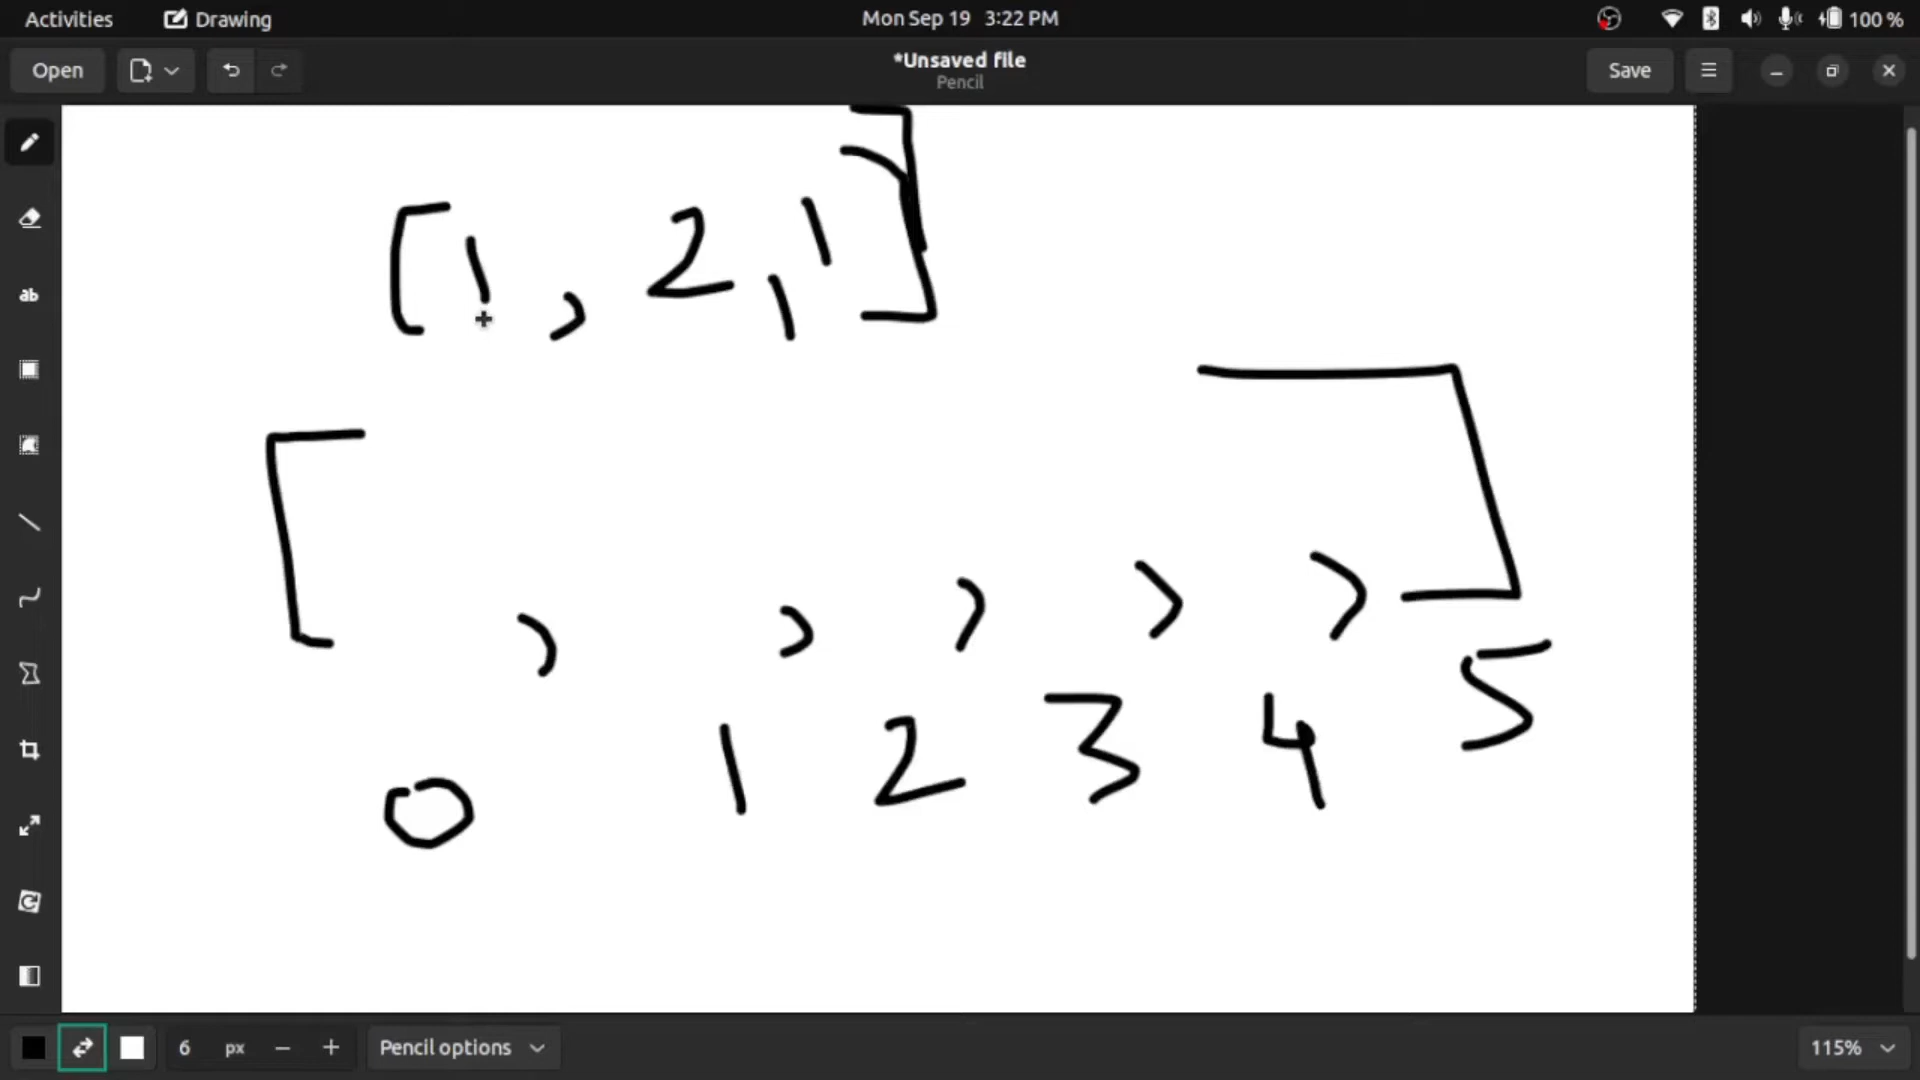 Activities Drawing Mon Sep 19 3:22 PM 100 %
Open *Unsaved file Save
Pencil
[1, 2, 1]
[ , , , , , ]
0 1 2 3 4 5
ab
6 px − + Pencil options 115%